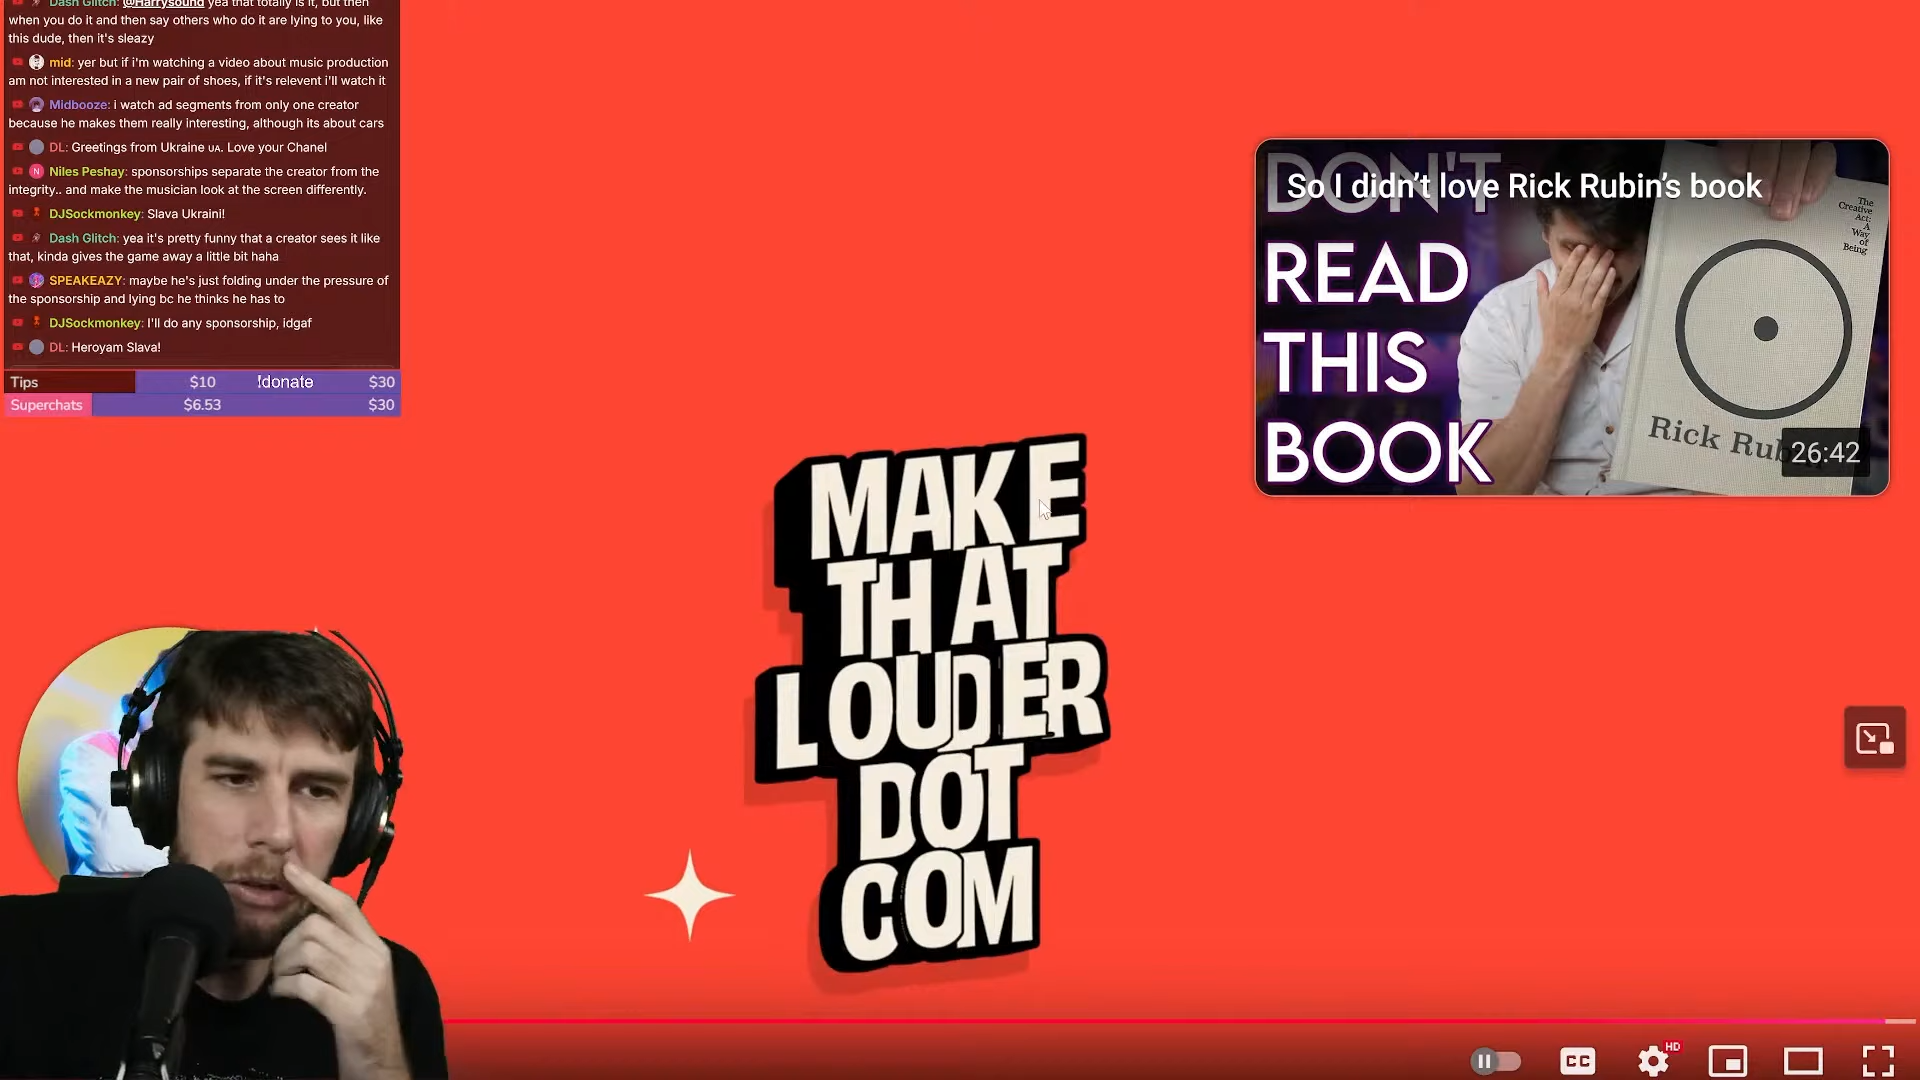 Dash Glitch: @Harrysound yea that totally is it, but then
when you do it and then say others who do it are lying to you, like
this dude, then it's sleazy
mid: yer but if i'm watching a video about music production
am not interested in a new pair of shoes, if it's relevent i'll watch it
Midbooze: i watch ad segments from only one creator
because he makes them really interesting, although its about cars
DL: Greetings from Ukraine UA. Love your Chanel
N Niles Peshay: sponsorships separate the creator from the
integrity.. and make the musician look at the screen differently.
DJSockmonkey: Slava Ukraini!
Dash Glitch: yea it's pretty funny that a creator sees it like
that, kinda gives the game away a little bit haha
SPEAKEAZY: maybe he's just folding under the pressure of
the sponsorship and lying bc he thinks he has to
DJSockmonkey: I'll do any sponsorship, idgaf
DL: Heroyam Slava!
Tips $10 !donate $30
Superchats $6.53 $30
So I didn't love Rick Rubin's book
DON'T
READ
THIS
BOOK
The
Creative
Act:
A
Way
of
Being
Rick
26:42
MAKE
THAT
LOUDER
DOT
COM
CC
HD